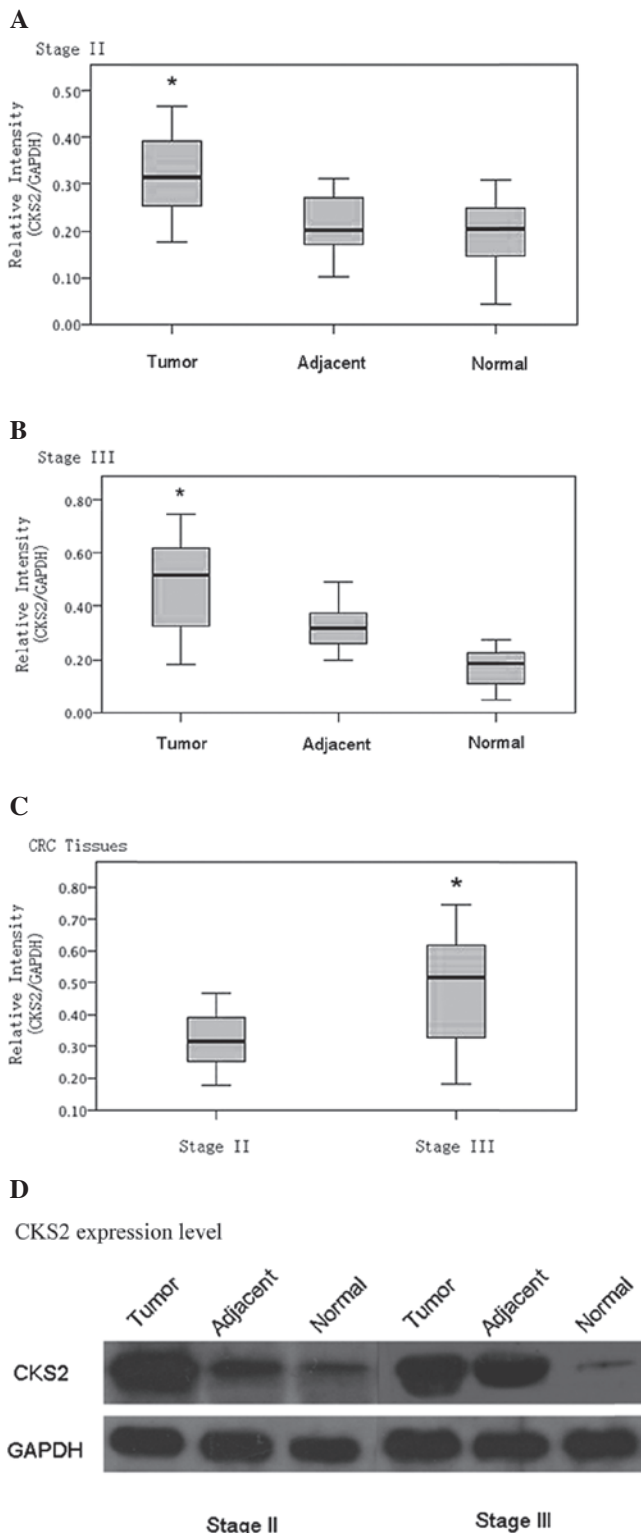 A
Stage II
*
Relative Intensity
(CKS2/GAPDH)
0.50
0.40
0.30
0.20
0.10
0.00
Tumor Adjacent Normal
B
Stage III
*
Relative Intensity
(CKS2/GAPDH)
0.80
0.60
0.40
0.20
0.00
Tumor Adjacent Normal
C
CRC Tissues
*
Relative Intensity
(CKS2/GAPDH)
0.80
0.70
0.60
0.50
0.40
0.30
0.20
0.10
Stage II Stage III
D
CKS2 expression level
Tumor Adjacent Normal Tumor Adjacent Normal
CKS2
GAPDH
Stage II Stage III